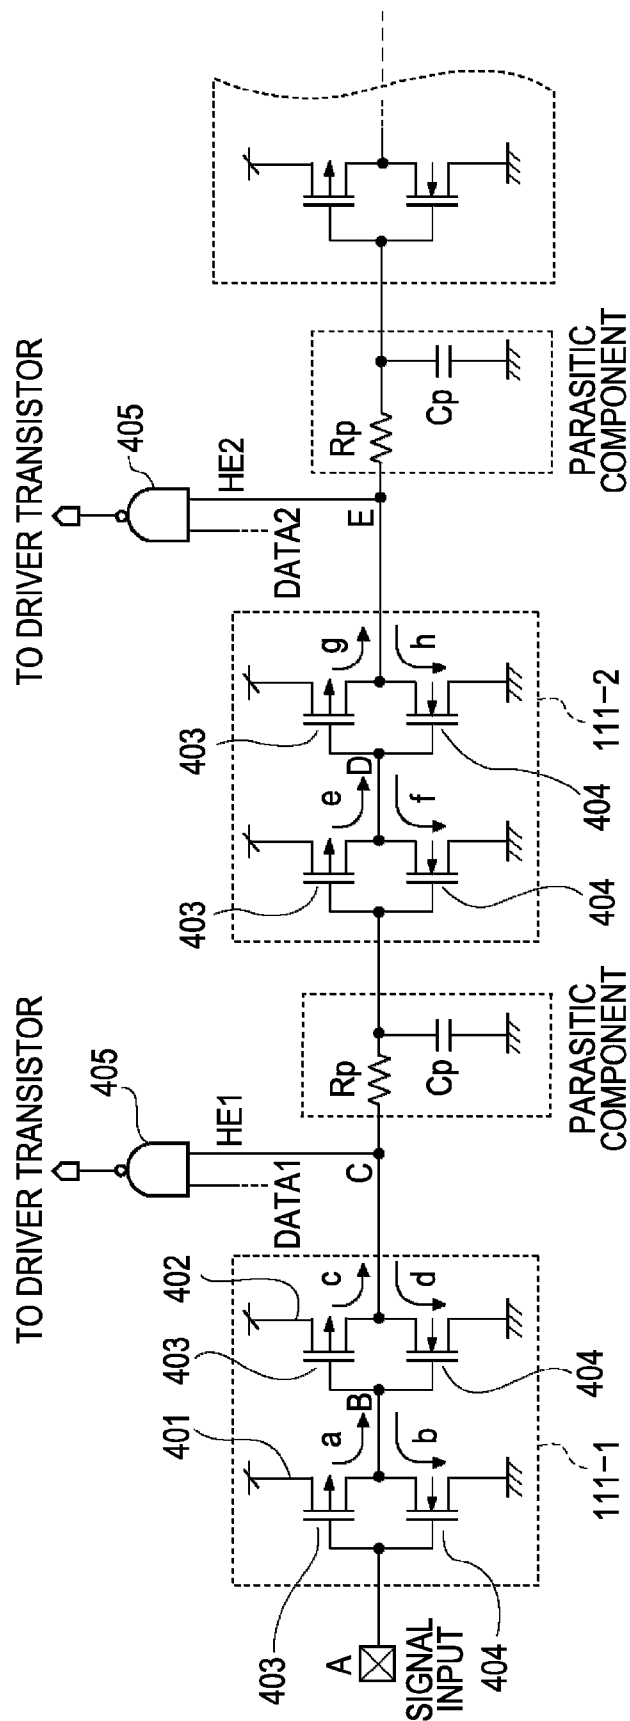 TO DRIVER TRANSISTOR
TO DRIVER TRANSISTOR
405
405
HE1
HE2
DATA1
DATA2
401
402
403
403
403
403
a
c
e
g
A
B
C
D
E
Rp
Rp
b
d
f
h
Cp
Cp
SIGNAL
INPUT
404
404
404
404
111-1
111-2
PARASITIC
COMPONENT
PARASITIC
COMPONENT